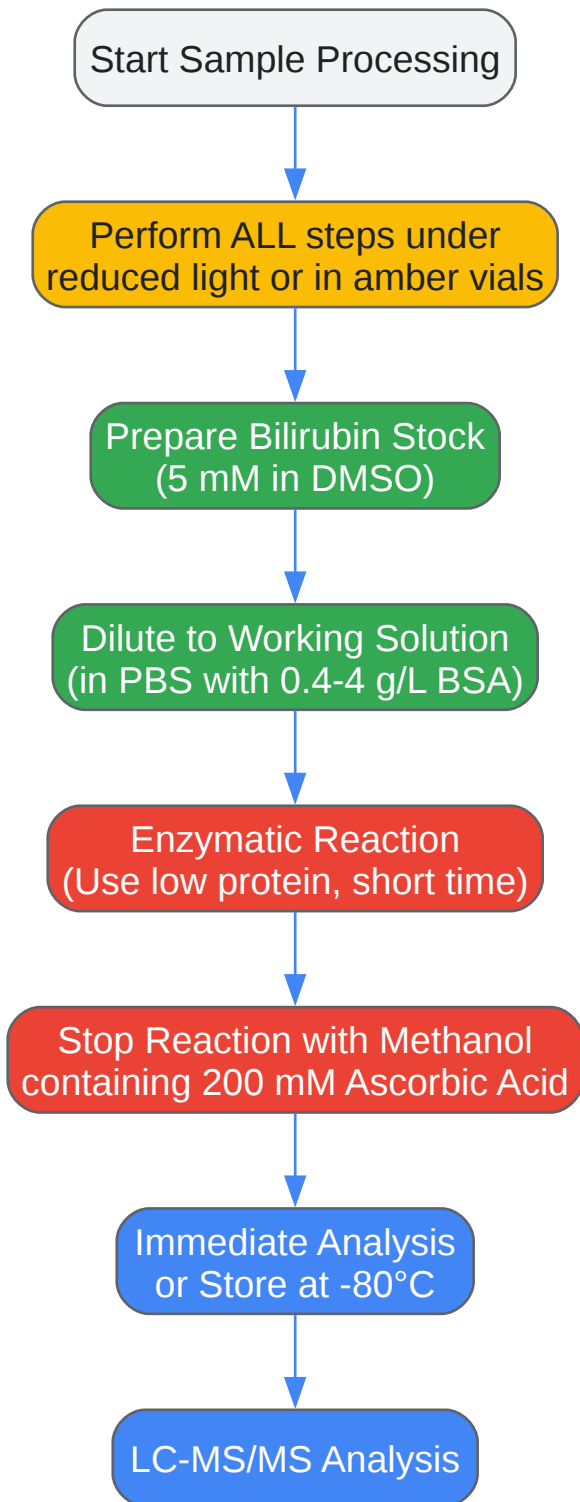 Start Sample Processing
Perform ALL steps under
reduced light or in amber vials
Prepare Bilirubin Stock
(5 mM in DMSO)
Dilute to Working Solution
(in PBS with 0.4-4 g/L BSA)
Enzymatic Reaction
(Use low protein, short time)
Stop Reaction with Methanol
containing 200 mM Ascorbic Acid
Immediate Analysis
or Store at -80°C
LC-MS/MS Analysis